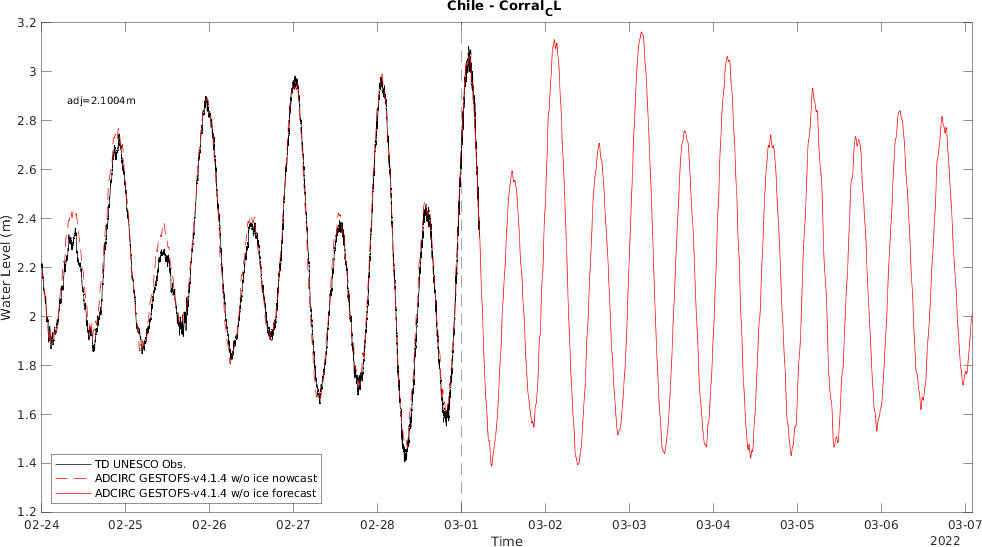 Chile - Corral_CL
3.2
3
2.8
2.6
2.4
2.2
2
1.8
1.6
1.4
1.2
Water Level (m)
adj=2.1004m
TD UNESCO Obs.
ADCIRC GESTOFS-v4.1.4 w/o ice nowcast
ADCIRC GESTOFS-v4.1.4 w/o ice forecast
02-24 02-25 02-26 02-27 02-28 03-01 03-02 03-03 03-04 03-05 03-06 03-07
Time
2022